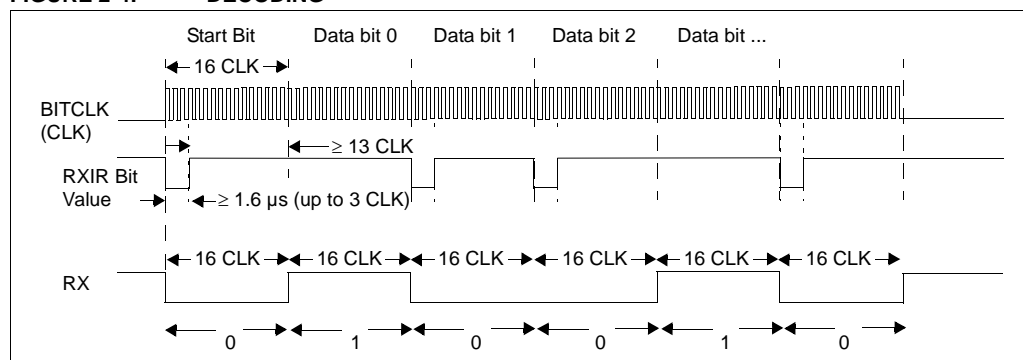 FIGURE 2-4: DECODING
Start Bit Data bit 0 Data bit 1 Data bit 2 Data bit ...
16 CLK
BITCLK
(CLK)
≥ 13 CLK
RXIR Bit
Value
≥ 1.6 µs (up to 3 CLK)
16 CLK 16 CLK 16 CLK 16 CLK 16 CLK 16 CLK
RX
0 1 0 0 1 0